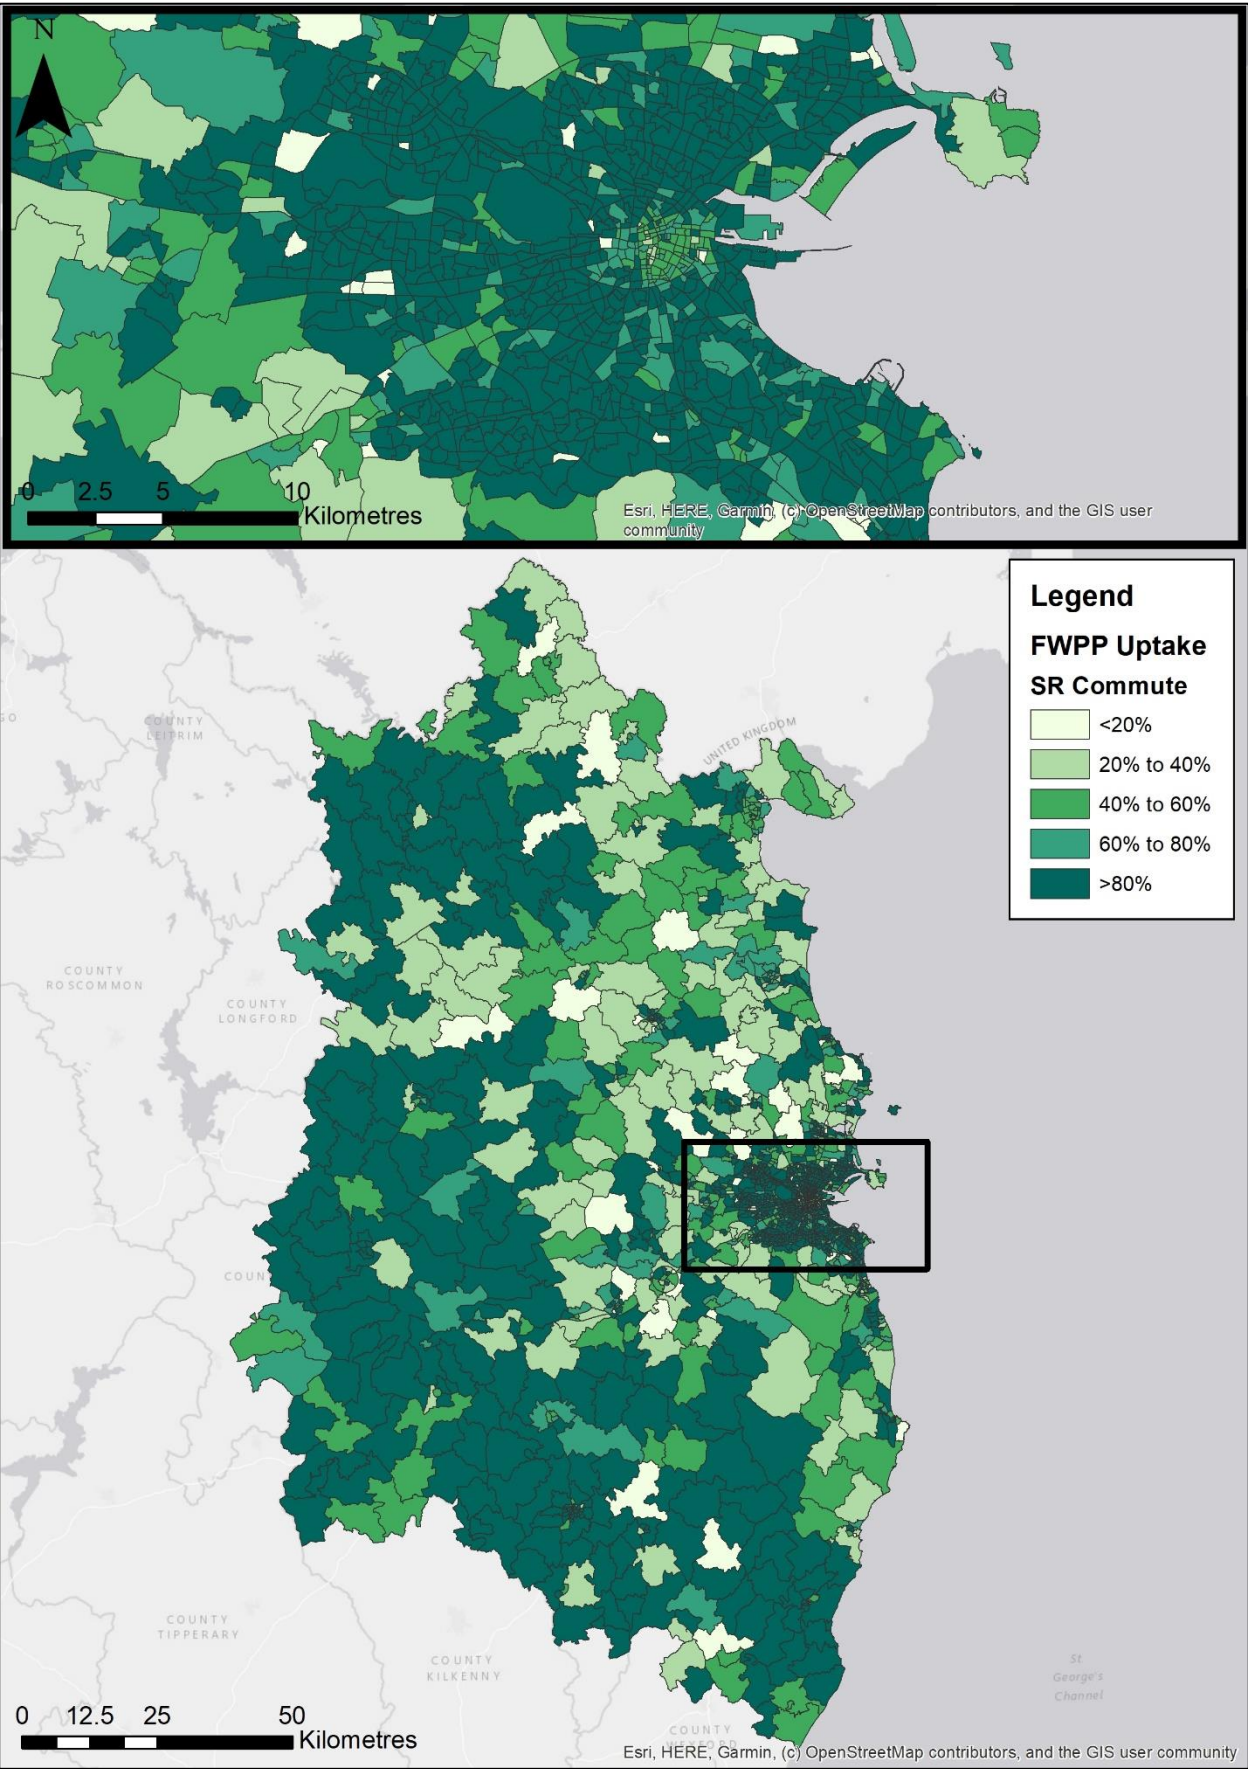 N
0 2.5 5 10
Kilometres
Esri, HERE, Garmin, (c) OpenStreetMap contributors, and the GIS user
community
Legend
FWPP Uptake
SR Commute
<20%
20% to 40%
40% to 60%
60% to 80%
>80%
GO
COUNTY
LEITRIM
UNITED KINGDOM
COUNTY
ROSCOMMON
COUNTY
LONGFORD
COUN
COUNTY
TIPPERARY
COUNTY
KILKENNY
St
George's
Channel
COUNTY
WEXFORD
0 12.5 25 50
Kilometres
Esri, HERE, Garmin, (c) OpenStreetMap contributors, and the GIS user community